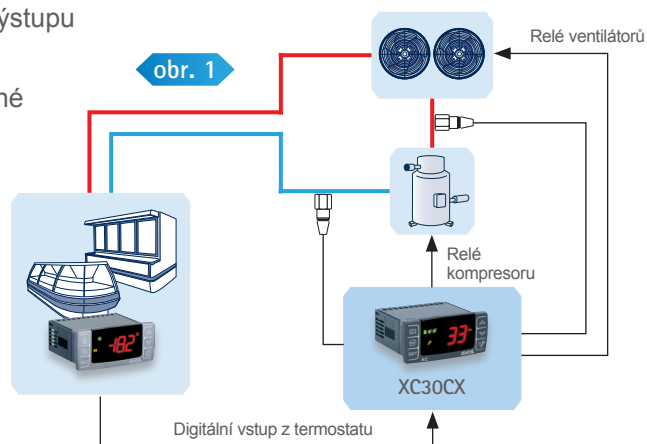 ýstupu
né
obr. 1
Relé ventilátorů
Relé
kompresoru
-18.2°
33
XC30CX
Digitální vstup z termostatu